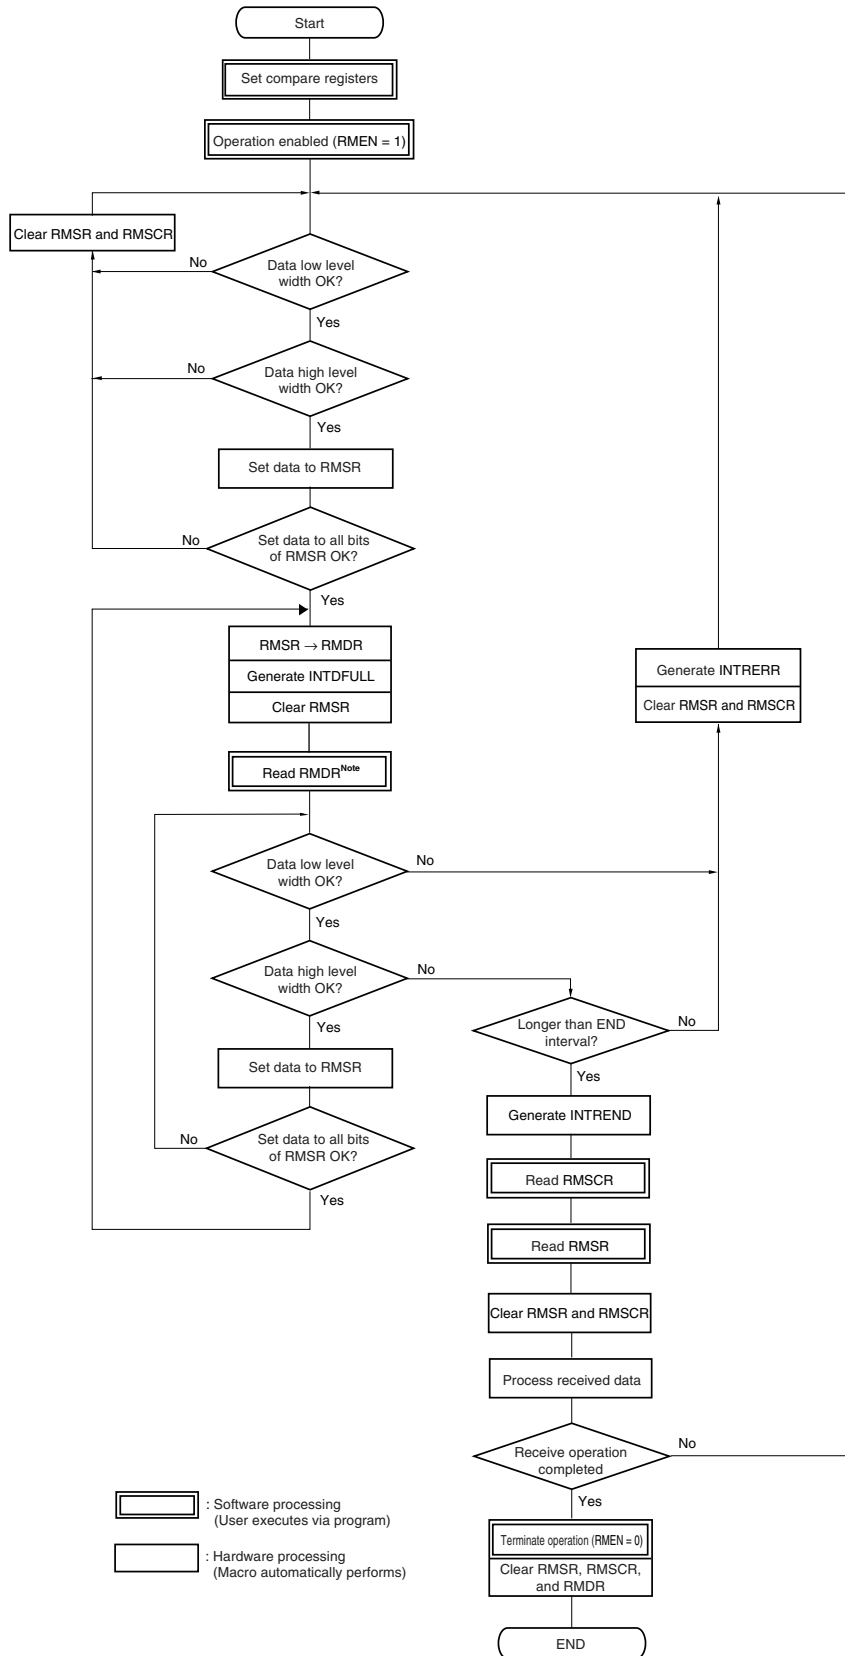 Start
Set compare registers
Operation enabled (RMEN = 1)
Clear RMSR and RMSCR
No
Data low level
width OK?
Yes
No
Data high level
width OK?
Yes
Set data to RMSR
No
Set data to all bits
of RMSR OK?
Yes
RMSR → RMDR
Generate INTDFULL
Clear RMSR
Generate INTRERR
Clear RMSR and RMSCR
Read RMDRNote
Data low level
width OK?
No
Yes
Data high level
width OK?
No
Yes
Longer than END
interval?
No
Yes
Set data to RMSR
Generate INTREND
No
Set data to all bits
of RMSR OK?
Yes
Read RMSCR
Read RMSR
Clear RMSR and RMSCR
Process received data
Receive operation
completed
No
Yes
: Software processing
(User executes via program)
: Hardware processing
(Macro automatically performs)
Terminate operation (RMEN = 0)
Clear RMSR, RMSCR,
and RMDR
END